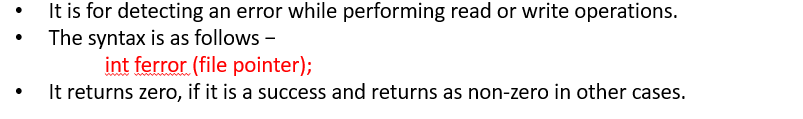 • It is for detecting an error while performing read or write operations.
• The syntax is as follows –
int ferror (file pointer);
• It returns zero, if it is a success and returns as non-zero in other cases.